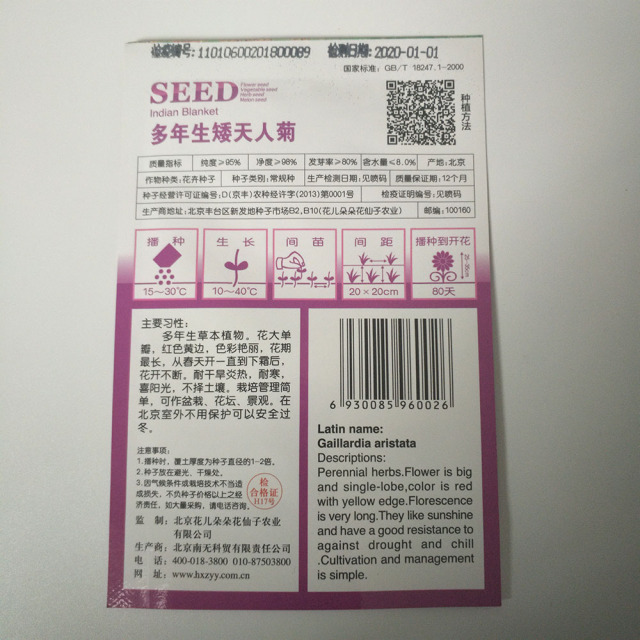 检疫编号:11010600201800089 检测日期:2020-01-01
国家标准：GB/T 18247.1-2000
SEED
Flower seed
Vegetable seed
Herb seed
Melon seed
Indian Blanket
多年生矮天人菊
种植方法
质量指标 纯度≥95% 净度≥98% 发芽率≥80% 含水量≤8.0% 产地:北京
作物种类:花卉种子 种子类别:常规种 生产检测日期:见喷码 质量保证期:12个月
种子经营许可证编号:D(京丰)农种经许字(2013)第0001号 检疫证明编号:见喷码
生产商地址:北京丰台区新发地种子市场B2,B10(花儿朵朵花仙子农业) 邮编:100160
播种 生长 间苗 间距 播种到开花
15～30℃ 10～40℃ 20×20cm 80天
主要习性:
多年生草本植物。花大单
瓣，红色黄边，色彩艳丽，花期
最长，从春天开一直到下霜后，
花开不断。耐干旱炎热，耐寒，
喜阳光，不择土壤。栽培管理简
单，可作盆栽、花坛、景观。在
北京室外不用保护可以安全过
冬。
注意事项:
1.播种时，覆土厚度为种子直径的1-2倍。
2.种子放在避光、干燥处。
3.因气候条件或栽培技术不当造
成损失，不负种子价格以上之经
济责任，如大量采购，请电话咨询。
检
合格证
H17号
监 制：北京花儿朵朵花仙子农业
有限公司
生产商：北京南无科贸有限责任公司
电 话：400-018-3800 010-87503800
网 址：www.hxzyy.com.cn
6 930085 960026
Latin name:
Gaillardia aristata
Descriptions:
Perennial herbs.Flower is big
and single-lobe,color is red
with yellow edge.Florescence
is very long.They like sunshine
and have a good resistance to
against drought and chill
.Cultivation and management
is simple.